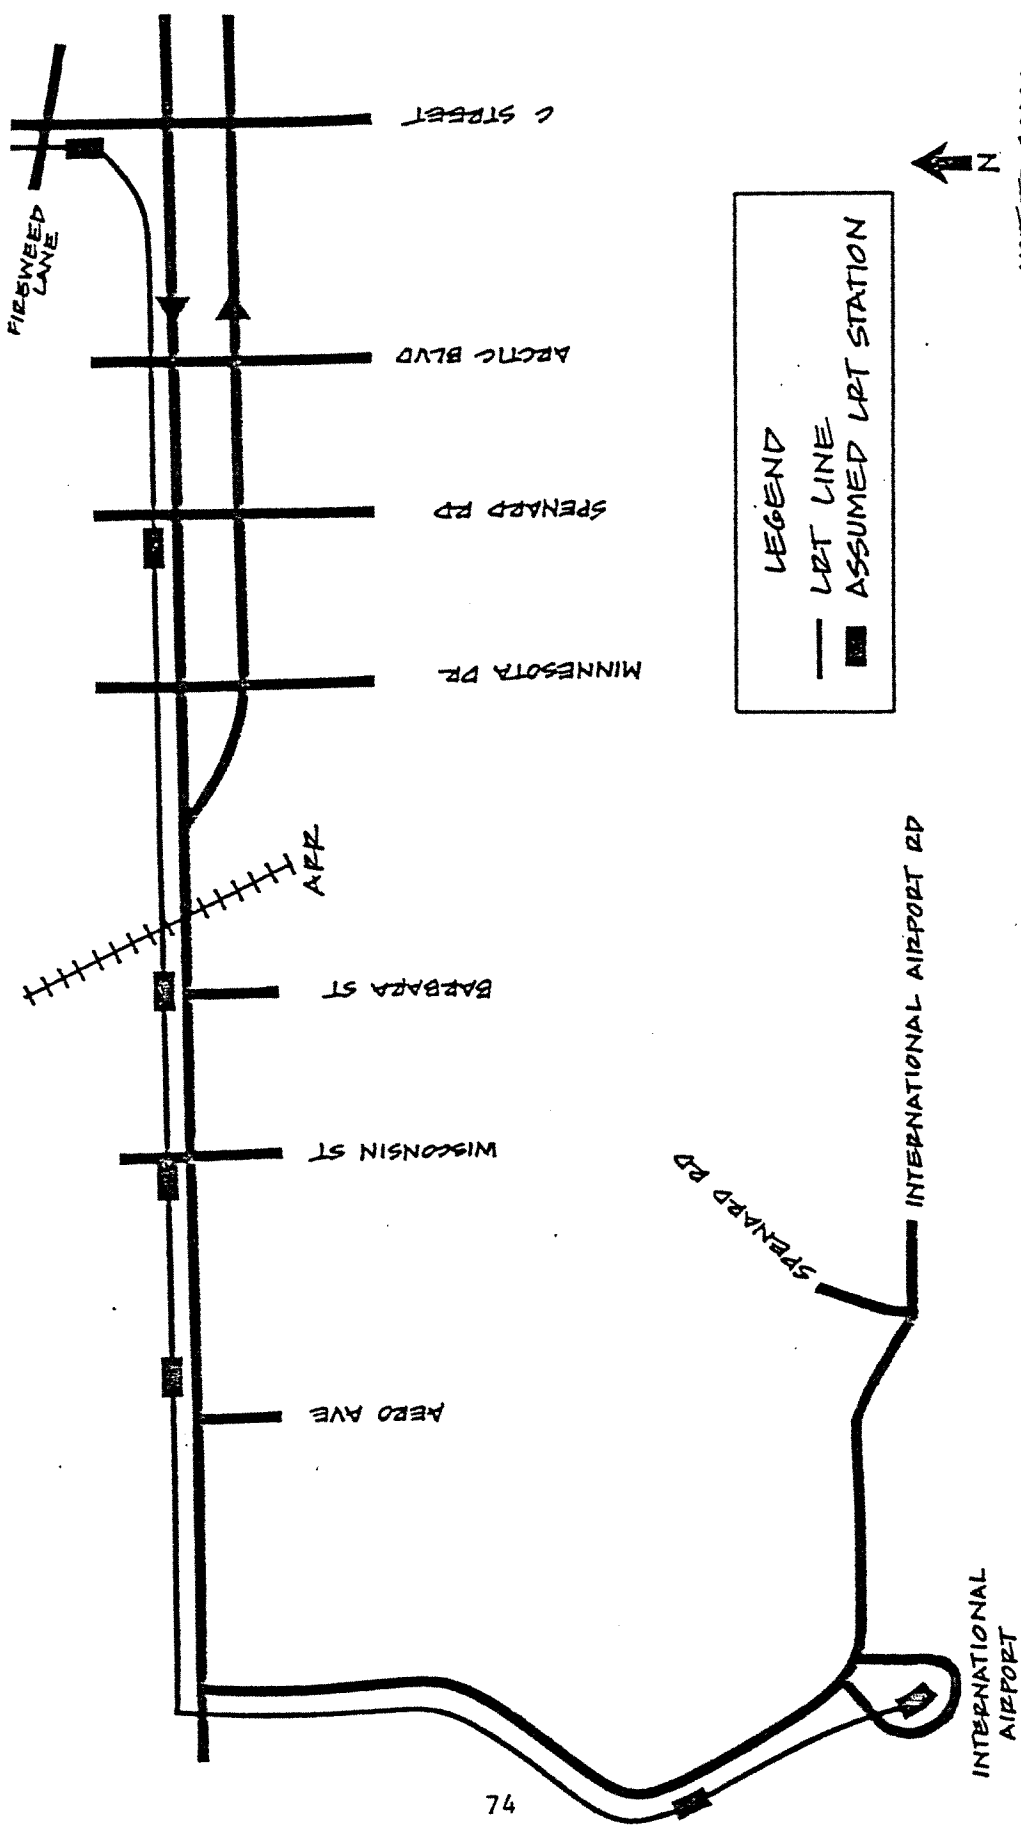 FIREWEED
LANE
C STREET
ARCTIC BLVD
SPENARD RD
MINNESOTA DR
ARR
BARBARA ST
WISCONSIN ST
AERO AVE
SPENARD RD
INTERNATIONAL AIRPORT RD
INTERNATIONAL
AIRPORT
N
LEGEND
LRT LINE
ASSUMED LRT STATION
74